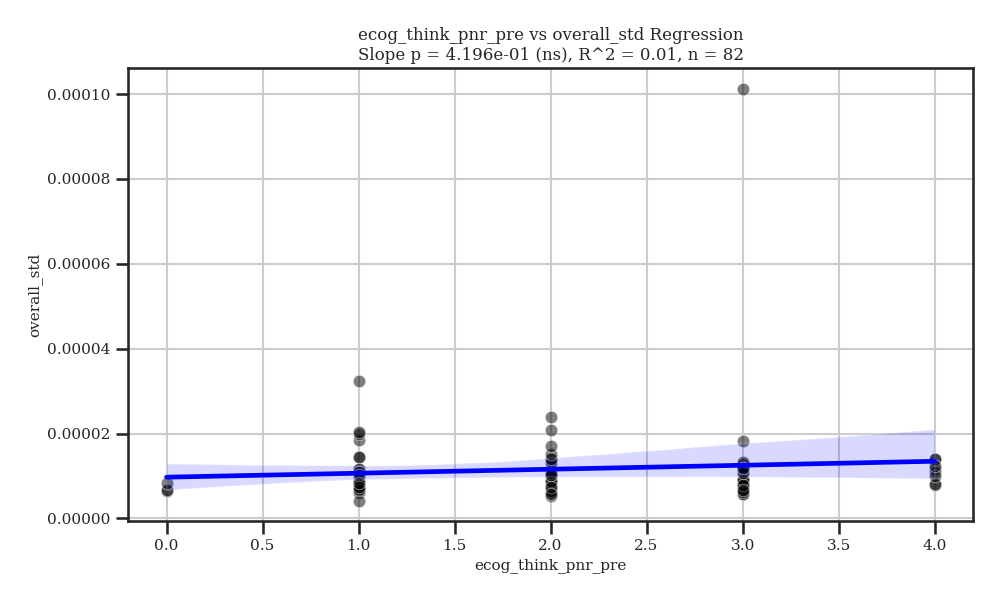 ecog_think_pnr_pre vs overall_std Regression
Slope p = 4.196e-01 (ns), R^2 = 0.01, n = 82
0.00010
0.00008
0.00006
0.00004
0.00002
0.00000
overall_std
0.0 0.5 1.0 1.5 2.0 2.5 3.0 3.5 4.0
ecog_think_pnr_pre